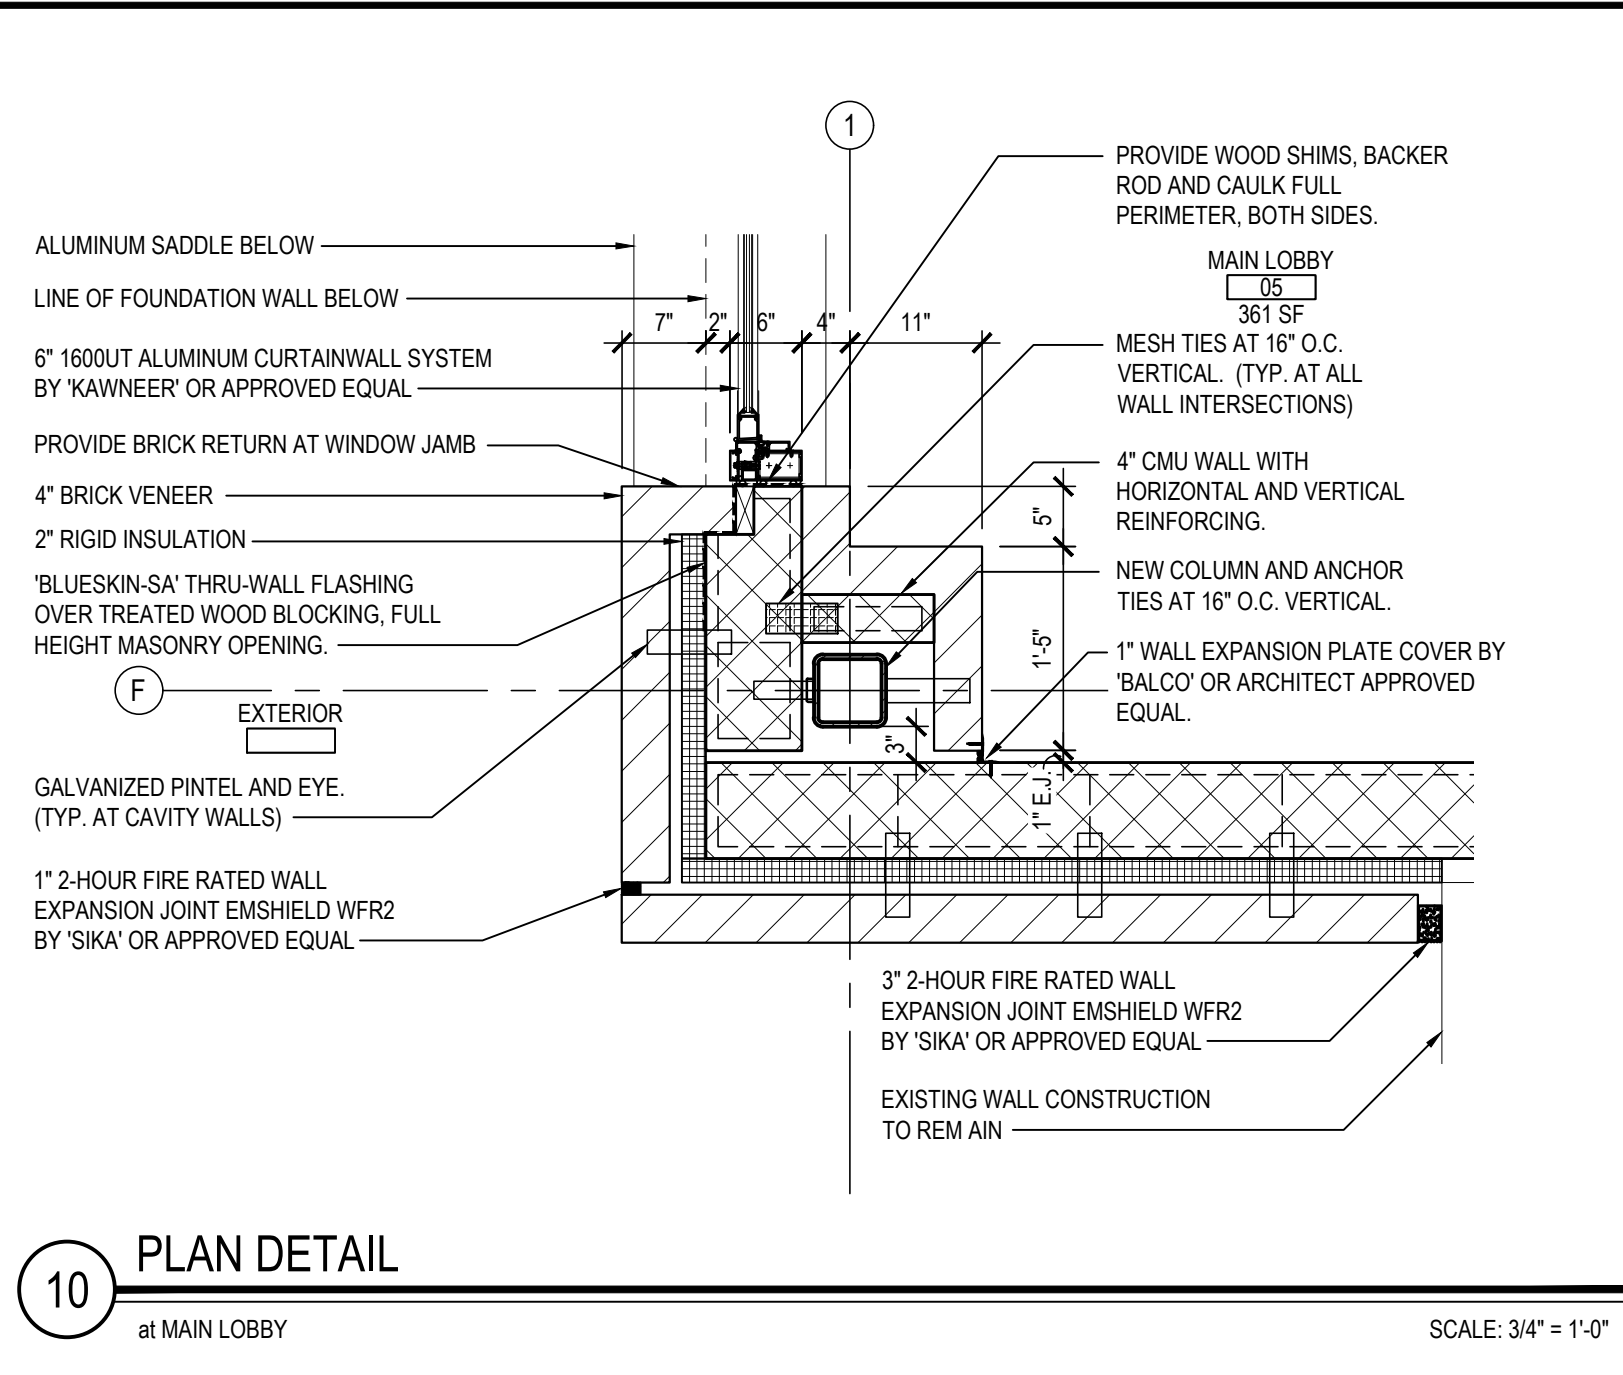 1
PROVIDE WOOD SHIMS, BACKER
ROD AND CAULK FULL
PERIMETER, BOTH SIDES.
MAIN LOBBY
05
361 SF
MESH TIES AT 16" O.C.
VERTICAL. (TYP. AT ALL
WALL INTERSECTIONS)
4" CMU WALL WITH
HORIZONTAL AND VERTICAL
REINFORCING.
NEW COLUMN AND ANCHOR
TIES AT 16" O.C. VERTICAL.
1" WALL EXPANSION PLATE COVER BY
'BALCO' OR ARCHITECT APPROVED
EQUAL.
ALUMINUM SADDLE BELOW
LINE OF FOUNDATION WALL BELOW
6" 1600UT ALUMINUM CURTAINWALL SYSTEM
BY 'KAWNEER' OR APPROVED EQUAL
PROVIDE BRICK RETURN AT WINDOW JAMB
4" BRICK VENEER
2" RIGID INSULATION
'BLUESKIN-SA' THRU-WALL FLASHING
OVER TREATED WOOD BLOCKING, FULL
HEIGHT MASONRY OPENING.
F
EXTERIOR
GALVANIZED PINTEL AND EYE.
(TYP. AT CAVITY WALLS)
1" 2-HOUR FIRE RATED WALL
EXPANSION JOINT EMSHIELD WFR2
BY 'SIKA' OR APPROVED EQUAL
7" 2" 6" 4" 11"
5"
1'-5"
3"
1" E.J.
3" 2-HOUR FIRE RATED WALL
EXPANSION JOINT EMSHIELD WFR2
BY 'SIKA' OR APPROVED EQUAL
EXISTING WALL CONSTRUCTION
TO REM AIN
10
PLAN DETAIL
at MAIN LOBBY
SCALE: 3/4" = 1'-0"